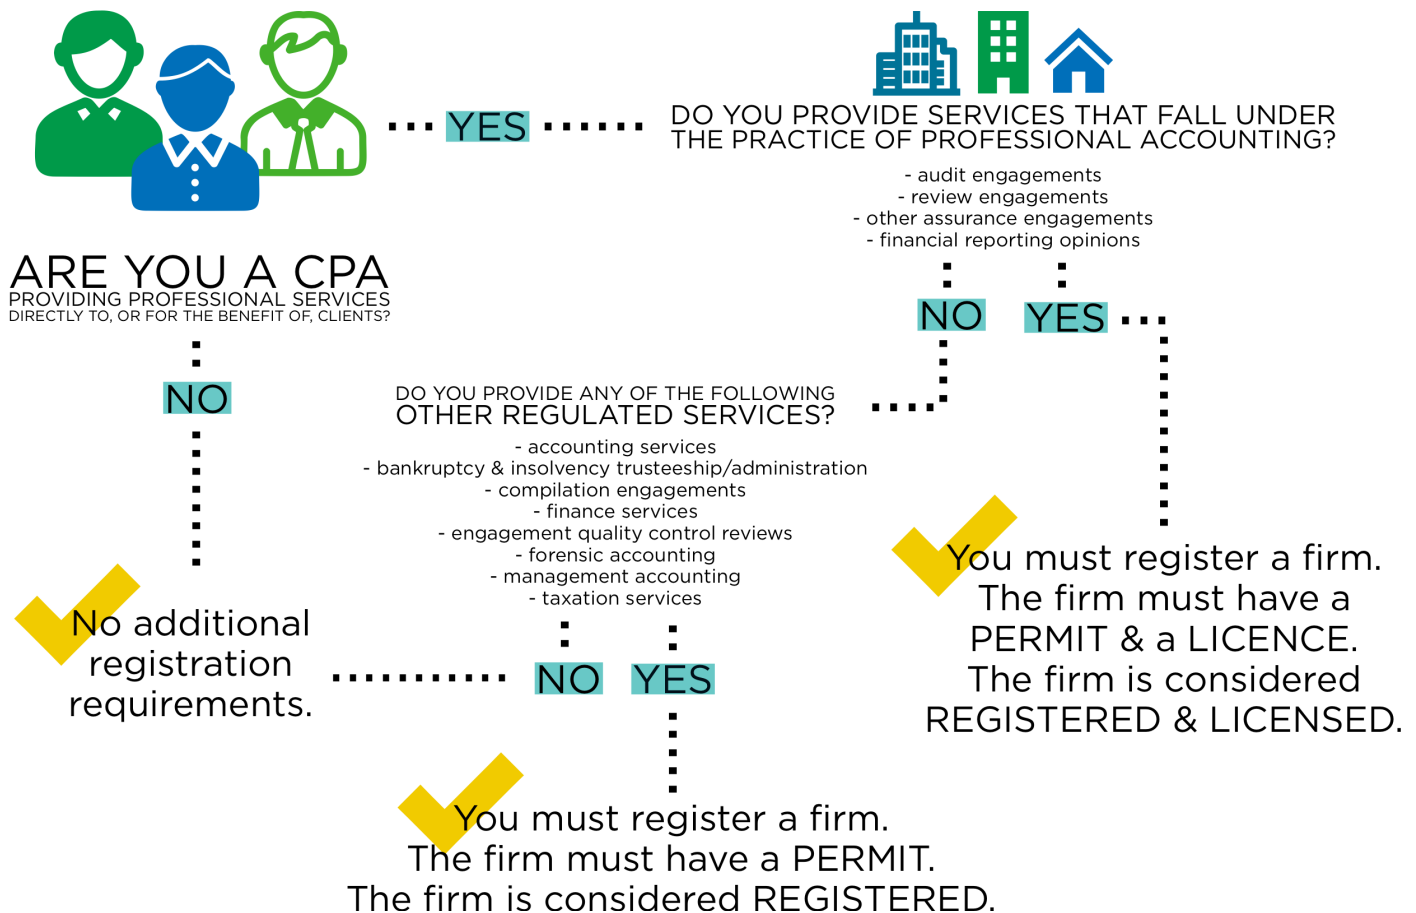 YES
DO YOU PROVIDE SERVICES THAT FALL UNDER
THE PRACTICE OF PROFESSIONAL ACCOUNTING?
- audit engagements
- review engagements
- other assurance engagements
- financial reporting opinions
ARE YOU A CPA
PROVIDING PROFESSIONAL SERVICES
DIRECTLY TO, OR FOR THE BENEFIT OF, CLIENTS?
NO
YES
NO
DO YOU PROVIDE ANY OF THE FOLLOWING
OTHER REGULATED SERVICES?
- accounting services
- bankruptcy & insolvency trusteeship/administration
- compilation engagements
- finance services
- engagement quality control reviews
- forensic accounting
- management accounting
- taxation services
You must register a firm.
The firm must have a
PERMIT & a LICENCE.
The firm is considered
REGISTERED & LICENSED.
No additional
registration
requirements.
NO
YES
You must register a firm.
The firm must have a PERMIT.
The firm is considered REGISTERED.